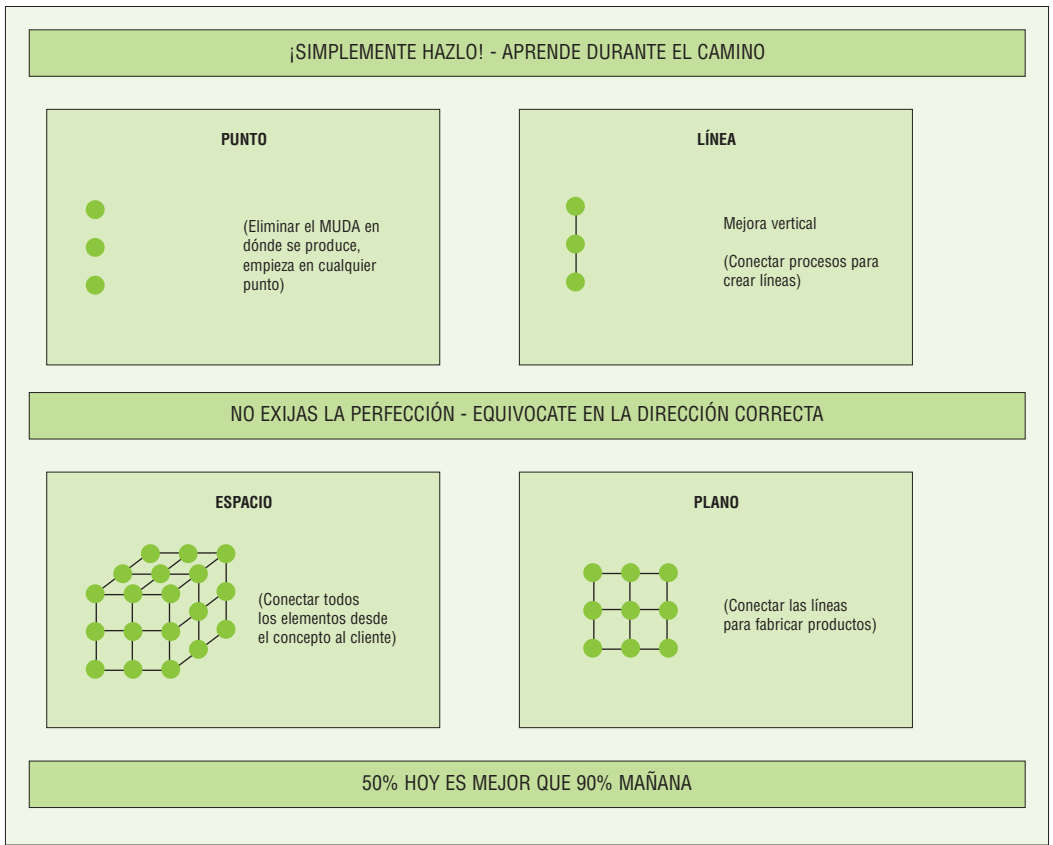 ¡SIMPLEMENTE HAZLO! - APRENDE DURANTE EL CAMINO
PUNTO
(Eliminar el MUDA en
dónde se produce,
empieza en cualquier
punto)
LÍNEA
Mejora vertical
(Conectar procesos para
crear líneas)
NO EXIJAS LA PERFECCIÓN - EQUIVOCATE EN LA DIRECCIÓN CORRECTA
ESPACIO
(Conectar todos
los elementos desde
el concepto al cliente)
PLANO
(Conectar las líneas
para fabricar productos)
50% HOY ES MEJOR QUE 90% MAÑANA